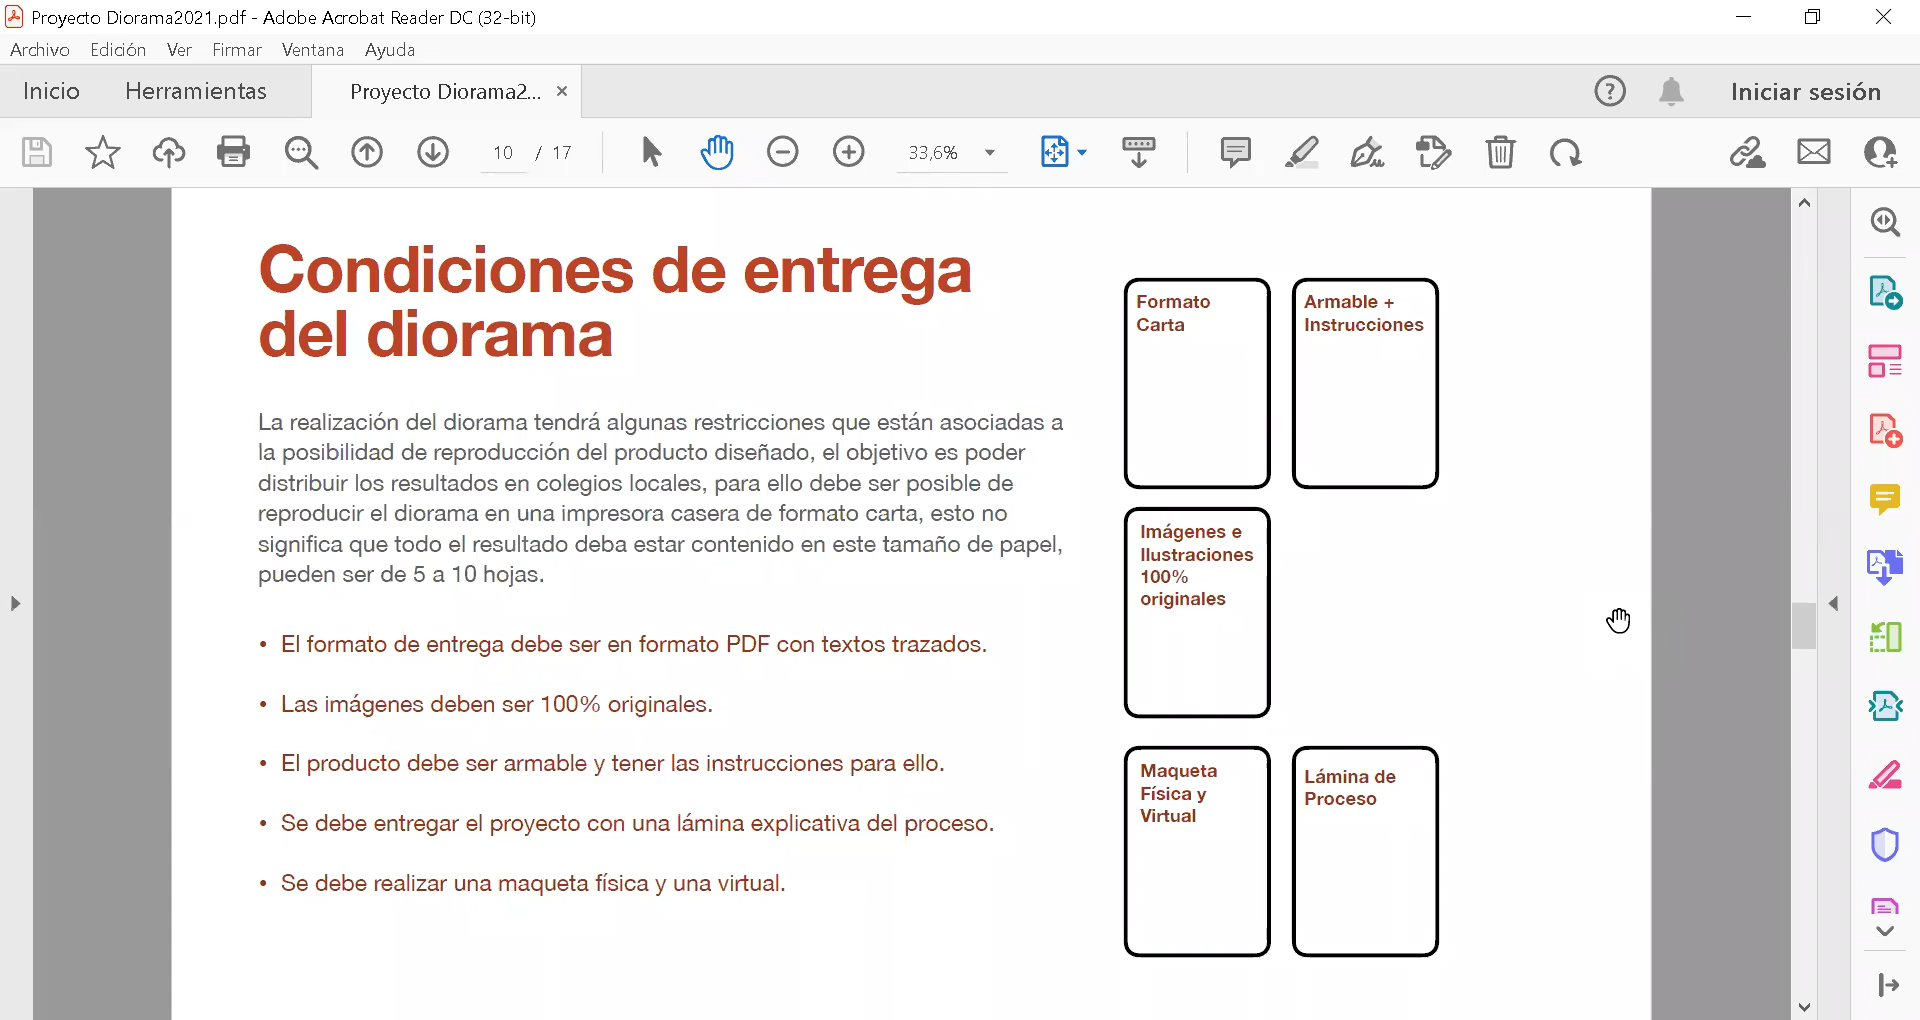 Proyecto Diorama2021.pdf - Adobe Acrobat Reader DC (32-bit)
Archivo Edición Ver Firmar Ventana Ayuda
Inicio Herramientas Proyecto Diorama2... × Iniciar sesión
10 / 17 33,6%
Condiciones de entrega
del diorama
La realización del diorama tendrá algunas restricciones que están asociadas a
la posibilidad de reproducción del producto diseñado, el objetivo es poder
distribuir los resultados en colegios locales, para ello debe ser posible de
reproducir el diorama en una impresora casera de formato carta, esto no
significa que todo el resultado deba estar contenido en este tamaño de papel,
pueden ser de 5 a 10 hojas.
• El formato de entrega debe ser en formato PDF con textos trazados.
• Las imágenes deben ser 100% originales.
• El producto debe ser armable y tener las instrucciones para ello.
• Se debe entregar el proyecto con una lámina explicativa del proceso.
• Se debe realizar una maqueta física y una virtual.
Formato
Carta
Armable +
Instrucciones
Imágenes e
Ilustraciones
100%
originales
Maqueta
Física y
Virtual
Lámina de
Proceso